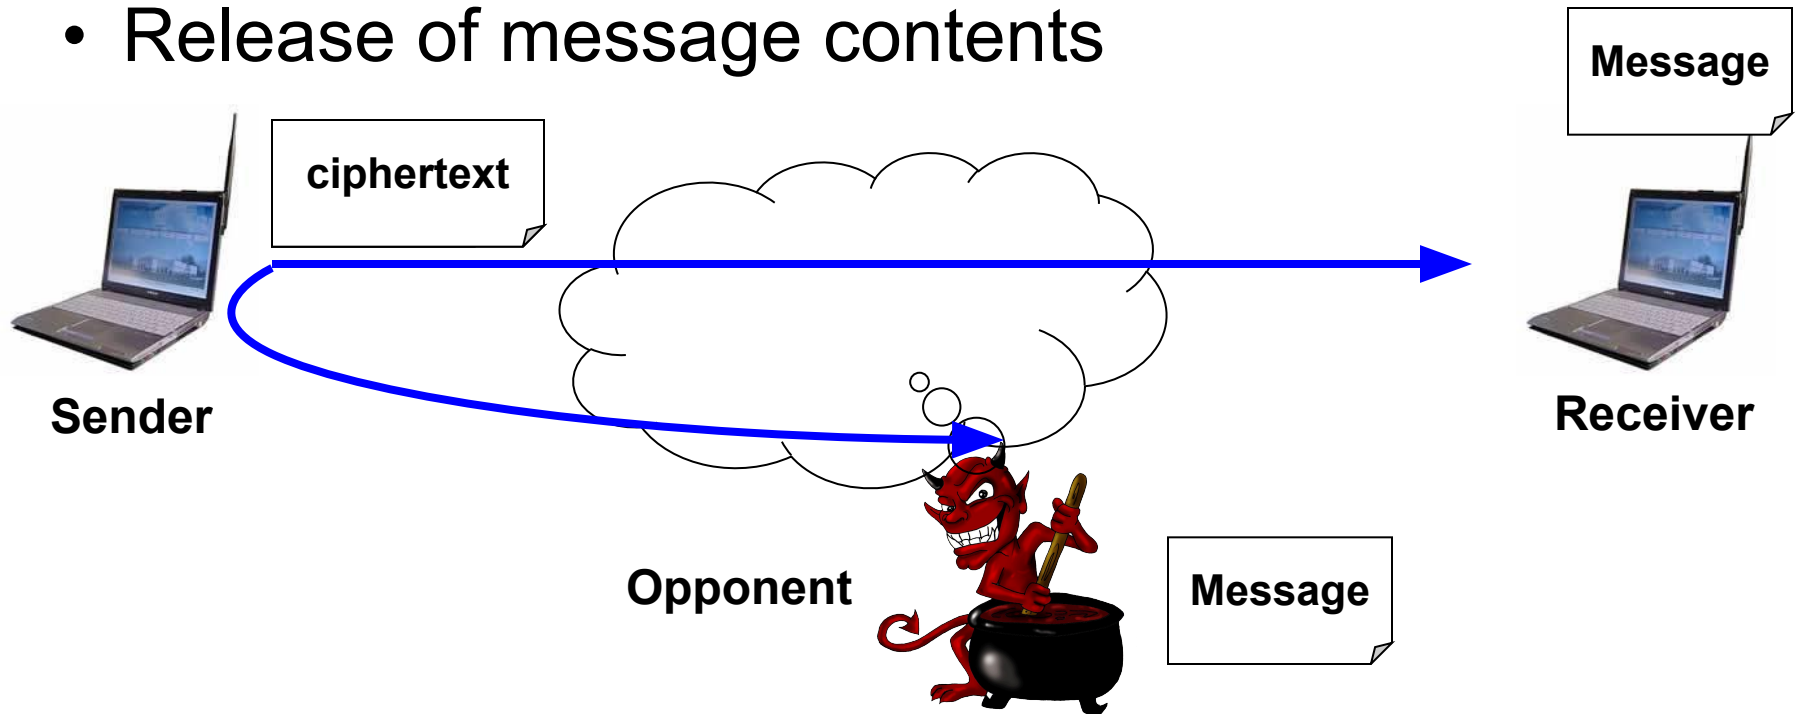 • Release of message contents
Message
ciphertext
Sender
Receiver
Opponent
Message